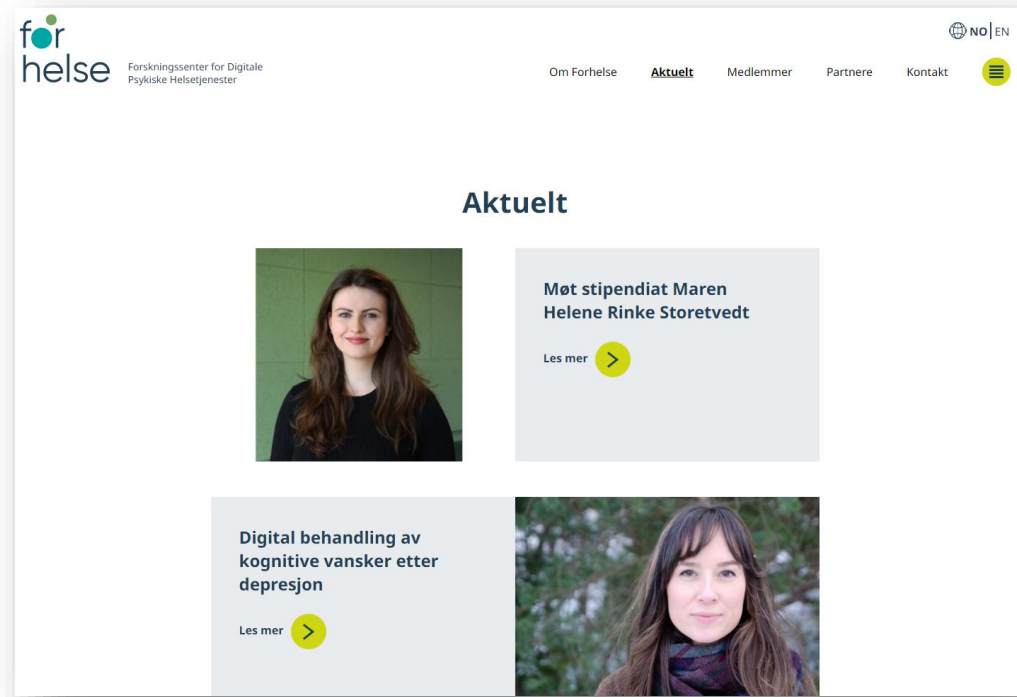 for
helse
Forskningssenter for Digitale
Psykiske Helsetjenester
NO|EN
Om Forhelse Aktuelt Medlemmer Partnere Kontakt
Aktuelt
Møt stipendiat Maren
Helene Rinke Storetvedt
Les mer
Digital behandling av
kognitive vansker etter
depresjon
Les mer